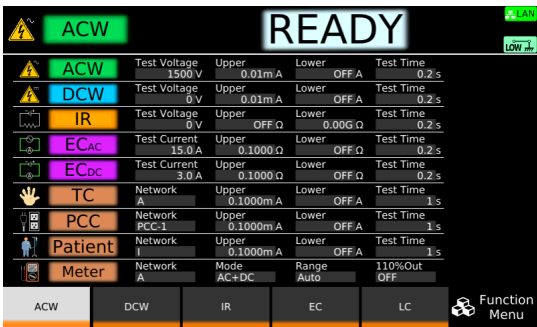 LAN
ACW READY
LOW
ACW Test Voltage 1500 V Upper 0.01m A Lower OFF A Test Time 0.2 s
DCW Test Voltage 0 V Upper 0.01m A Lower OFF A Test Time 0.2 s
IR Test Voltage 0 V Upper OFF Ω Lower 0.00G Ω Test Time 0.2 s
ECAC Test Current 15.0 A Upper 0.1000 Ω Lower OFF Ω Test Time 0.2 s
ECDC Test Current 3.0 A Upper 0.1000 Ω Lower OFF Ω Test Time 0.2 s
TC Network A Upper 0.1000m A Lower OFF A Test Time 1 s
PCC Network PCC-1 Upper 0.1000m A Lower OFF A Test Time 1 s
Patient Network I Upper 0.1000m A Lower OFF A Test Time 1 s
Meter Network A Mode AC+DC Range Auto 110%Out OFF
ACW DCW IR EC LC Function
Menu